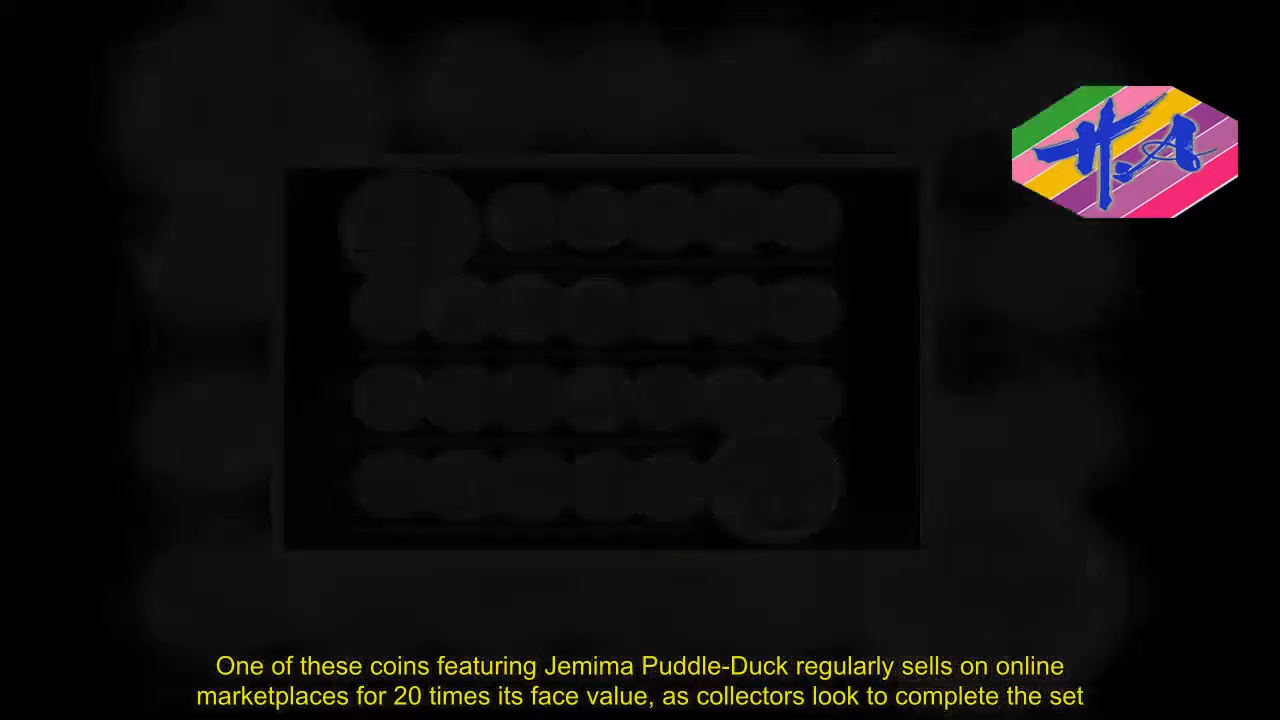 One of these coins featuring Jemima Puddle-Duck regularly sells on online
marketplaces for 20 times its face value, as collectors look to complete the set